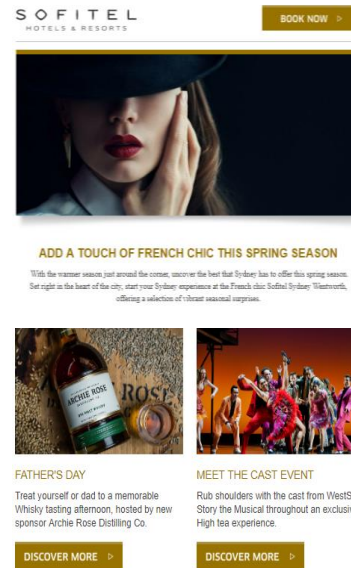 SOFITEL
HOTELS & RESORTS
BOOK NOW
ADD A TOUCH OF FRENCH CHIC THIS SPRING SEASON
With the warmer season just around the corner, uncover the best that Sydney has to offer this spring season.
Set right in the heart of the city, start your Sydney experience at the French chic Sofitel Sydney Wentworth,
offering a selection of vibrant seasonal surprises.
ARCHIE ROSE
ROS
FATHER'S DAY
Treat yourself or dad to a memorable
Whisky tasting afternoon, hosted by new
sponsor Archie Rose Distilling Co.
DISCOVER MORE
MEET THE CAST EVENT
Rub shoulders with the cast from WestS
Story the Musical throughout an exclusiv
High tea experience.
DISCOVER MORE